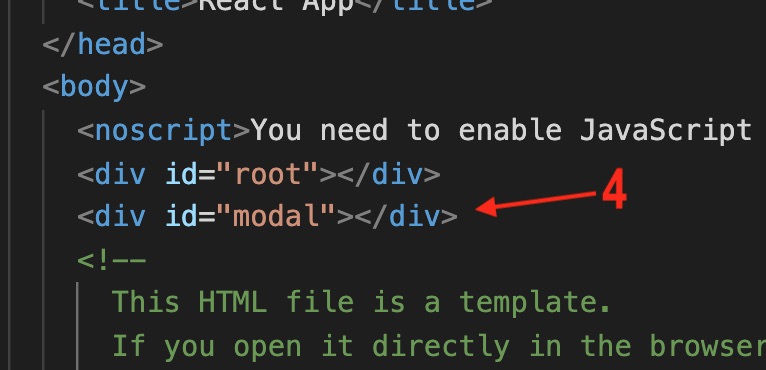 <title>React App</title>
</head>
<body>
<noscript>You need to enable JavaScript
<div id="root"></div>
<div id="modal"></div> 4
<!--
This HTML file is a template.
If you open it directly in the browser